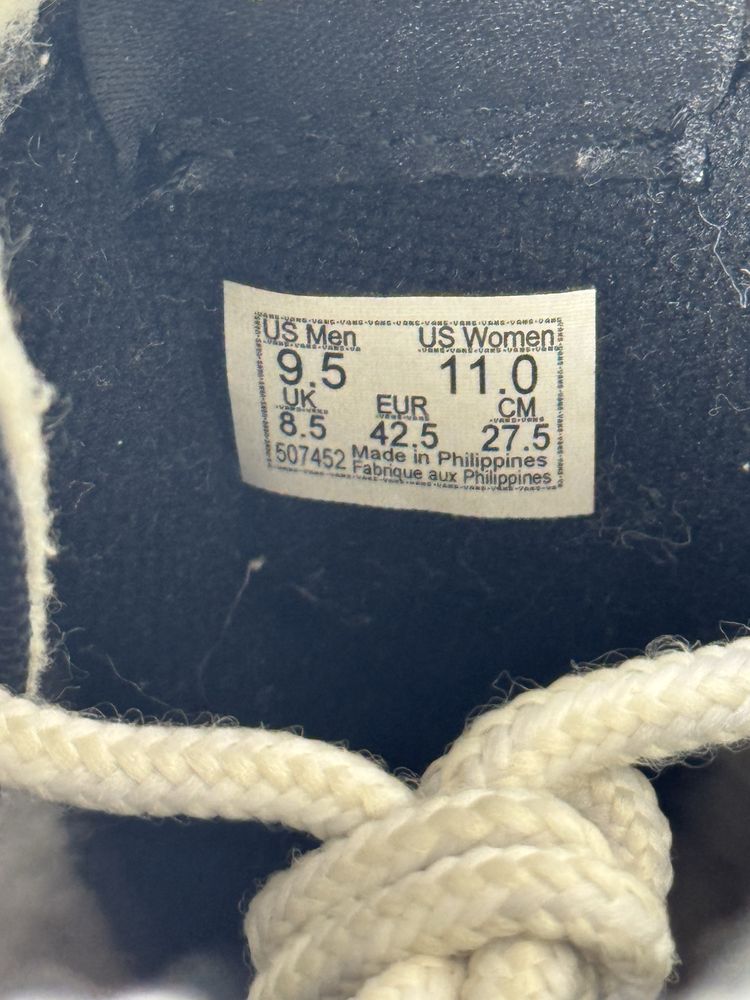 US Men US Women
9.5 11.0
UK EUR CM
8.5 42.5 27.5
507452 Made in Philippines
Fabrique aux Philippines